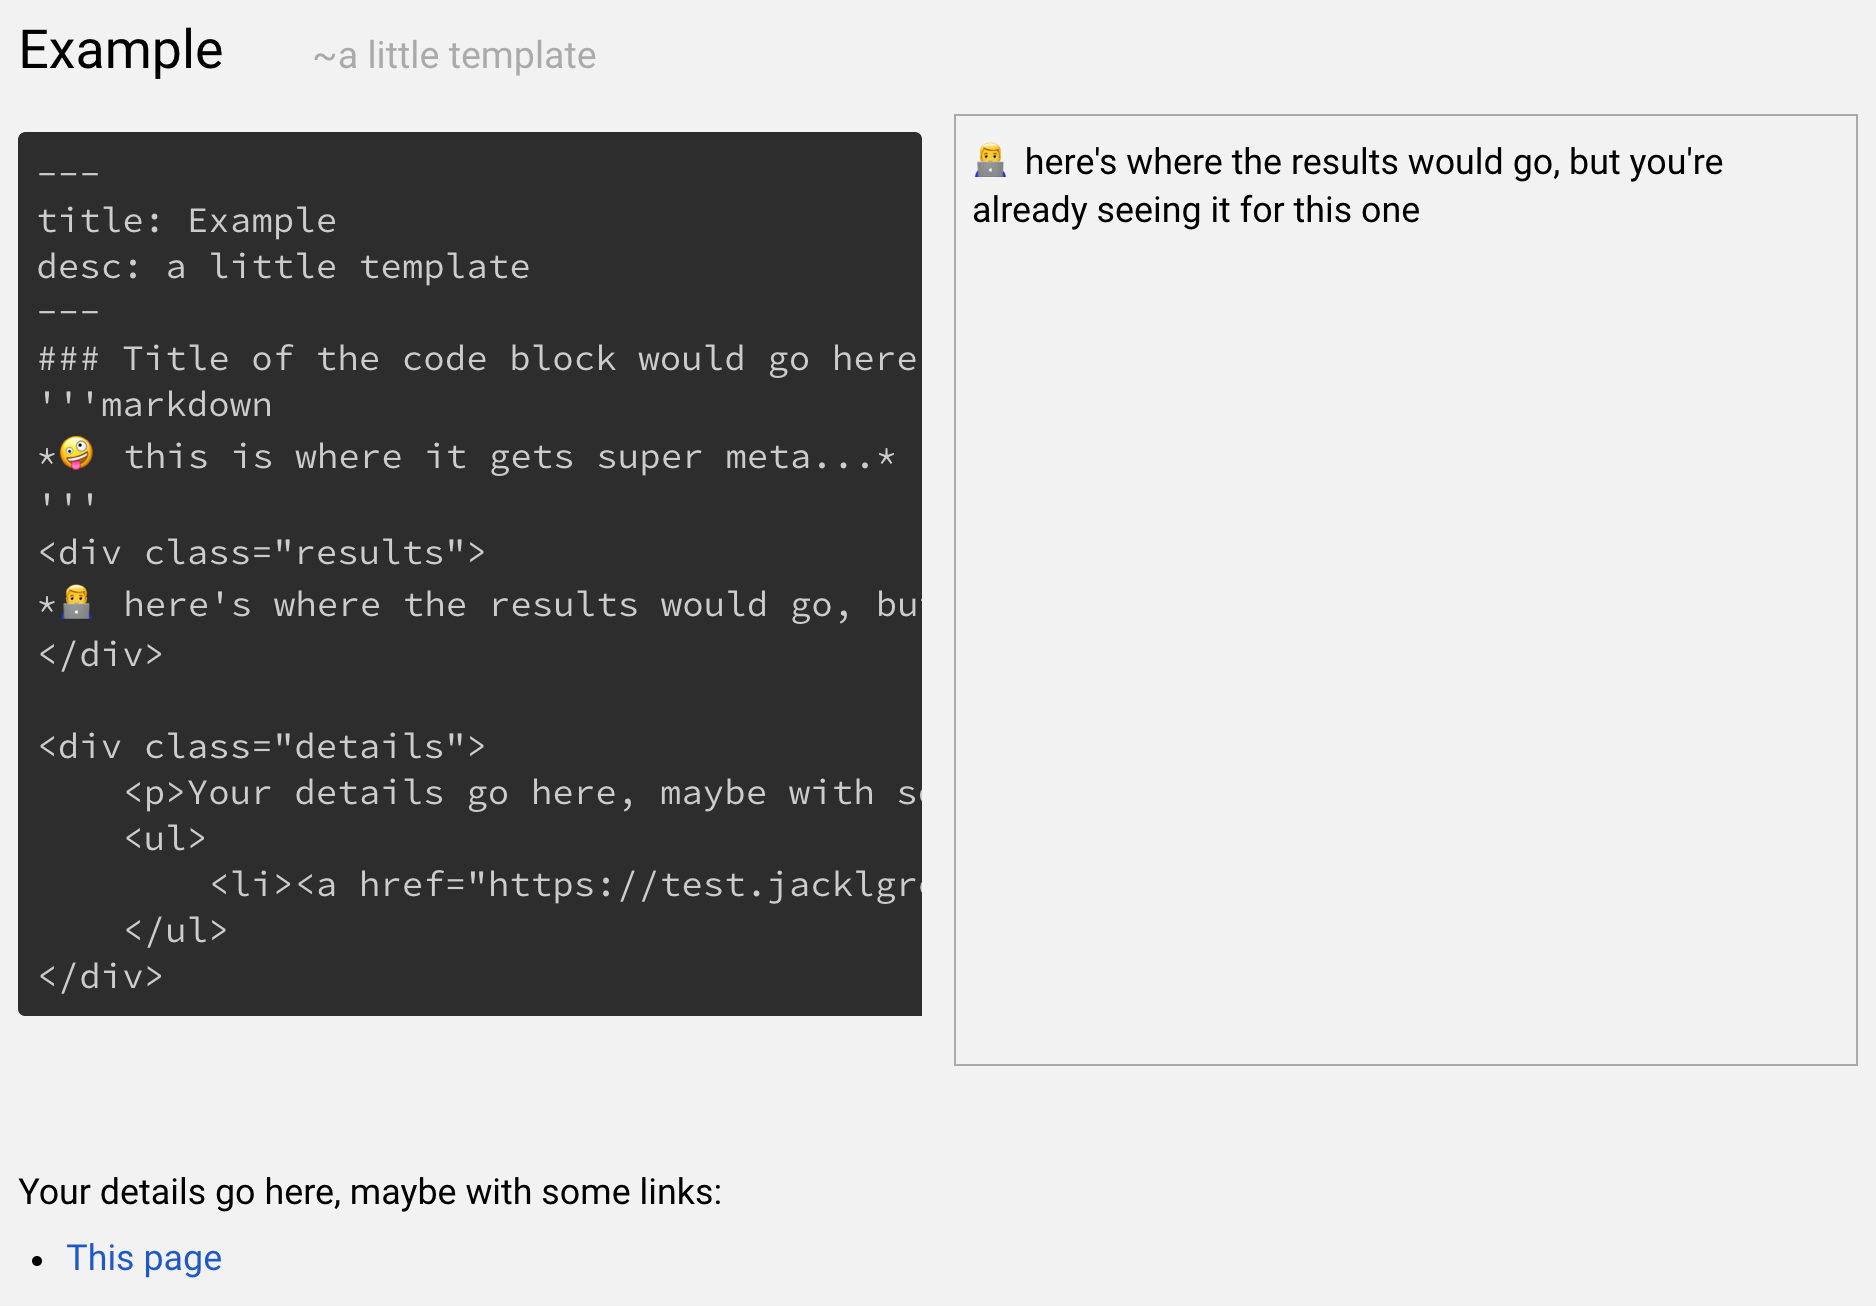 Example ~a little template
---
title: Example
desc: a little template
---
### Title of the code block would go here
'''markdown
*🤪 this is where it gets super meta...*
'''
<div class="results">
*👨‍💻 here's where the results would go,
</div>
<div class="details">
<p>Your details go here, maybe with
<ul>
<li><a href="https://test.jacklgr
</ul>
</div>
👨‍💻 here's where the results would go, but you're
already seeing it for this one
Your details go here, maybe with some links:
• This page